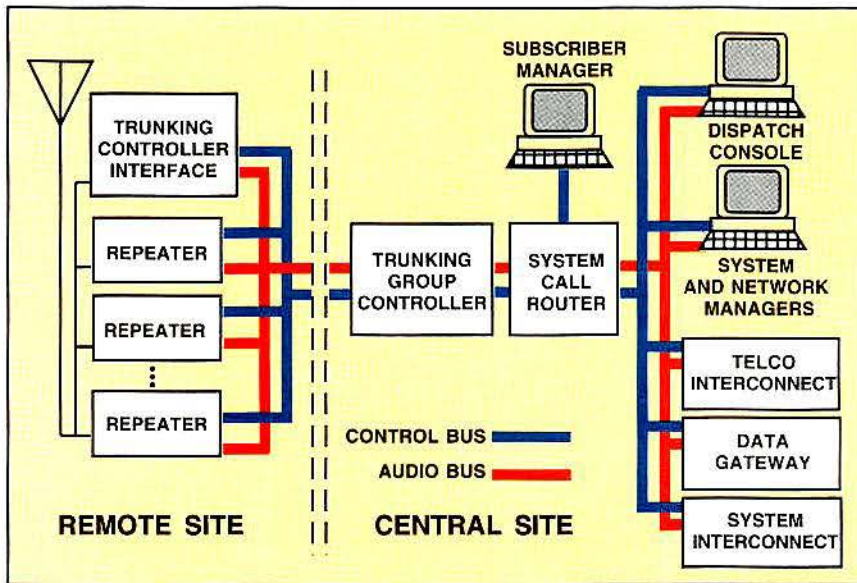 SUBSCRIBER
MANAGER
TRUNKING
CONTROLLER
INTERFACE
REPEATER
REPEATER
REPEATER
TRUNKING
GROUP
CONTROLLER
SYSTEM
CALL
ROUTER
DISPATCH
CONSOLE
SYSTEM
AND NETWORK
MANAGERS
TELCO
INTERCONNECT
DATA
GATEWAY
SYSTEM
INTERCONNECT
CONTROL BUS
AUDIO BUS
REMOTE SITE
CENTRAL SITE